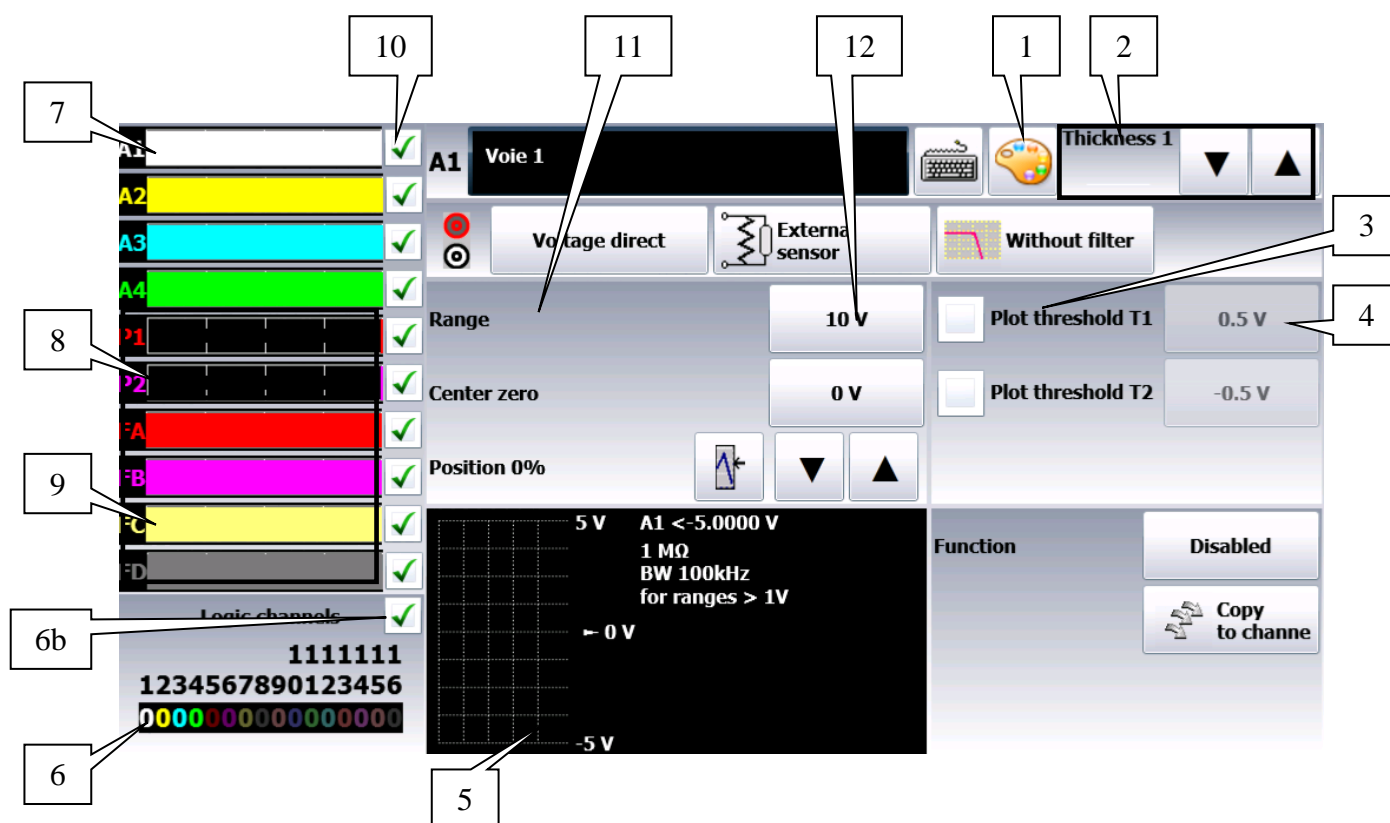 10
11
12
1
2
7
A1
A2
A3
A4
P1
P2
FA
FB
FC
FD
8
9
Logic channels
6b
1111111
1234567890123456
0000000000000000
6
A1 Voie 1
Thickness 1
▼ ▲
Voltage direct
External
sensor
Without filter
3
Range
10 V
Plot threshold T1
0.5 V
4
Center zero
0 V
Plot threshold T2
-0.5 V
Position 0%
▼ ▲
5 V
A1 <-5.0000 V
1 MΩ
BW 100kHz
for ranges > 1V
0 V
-5 V
5
Function
Disabled
Copy
to channe